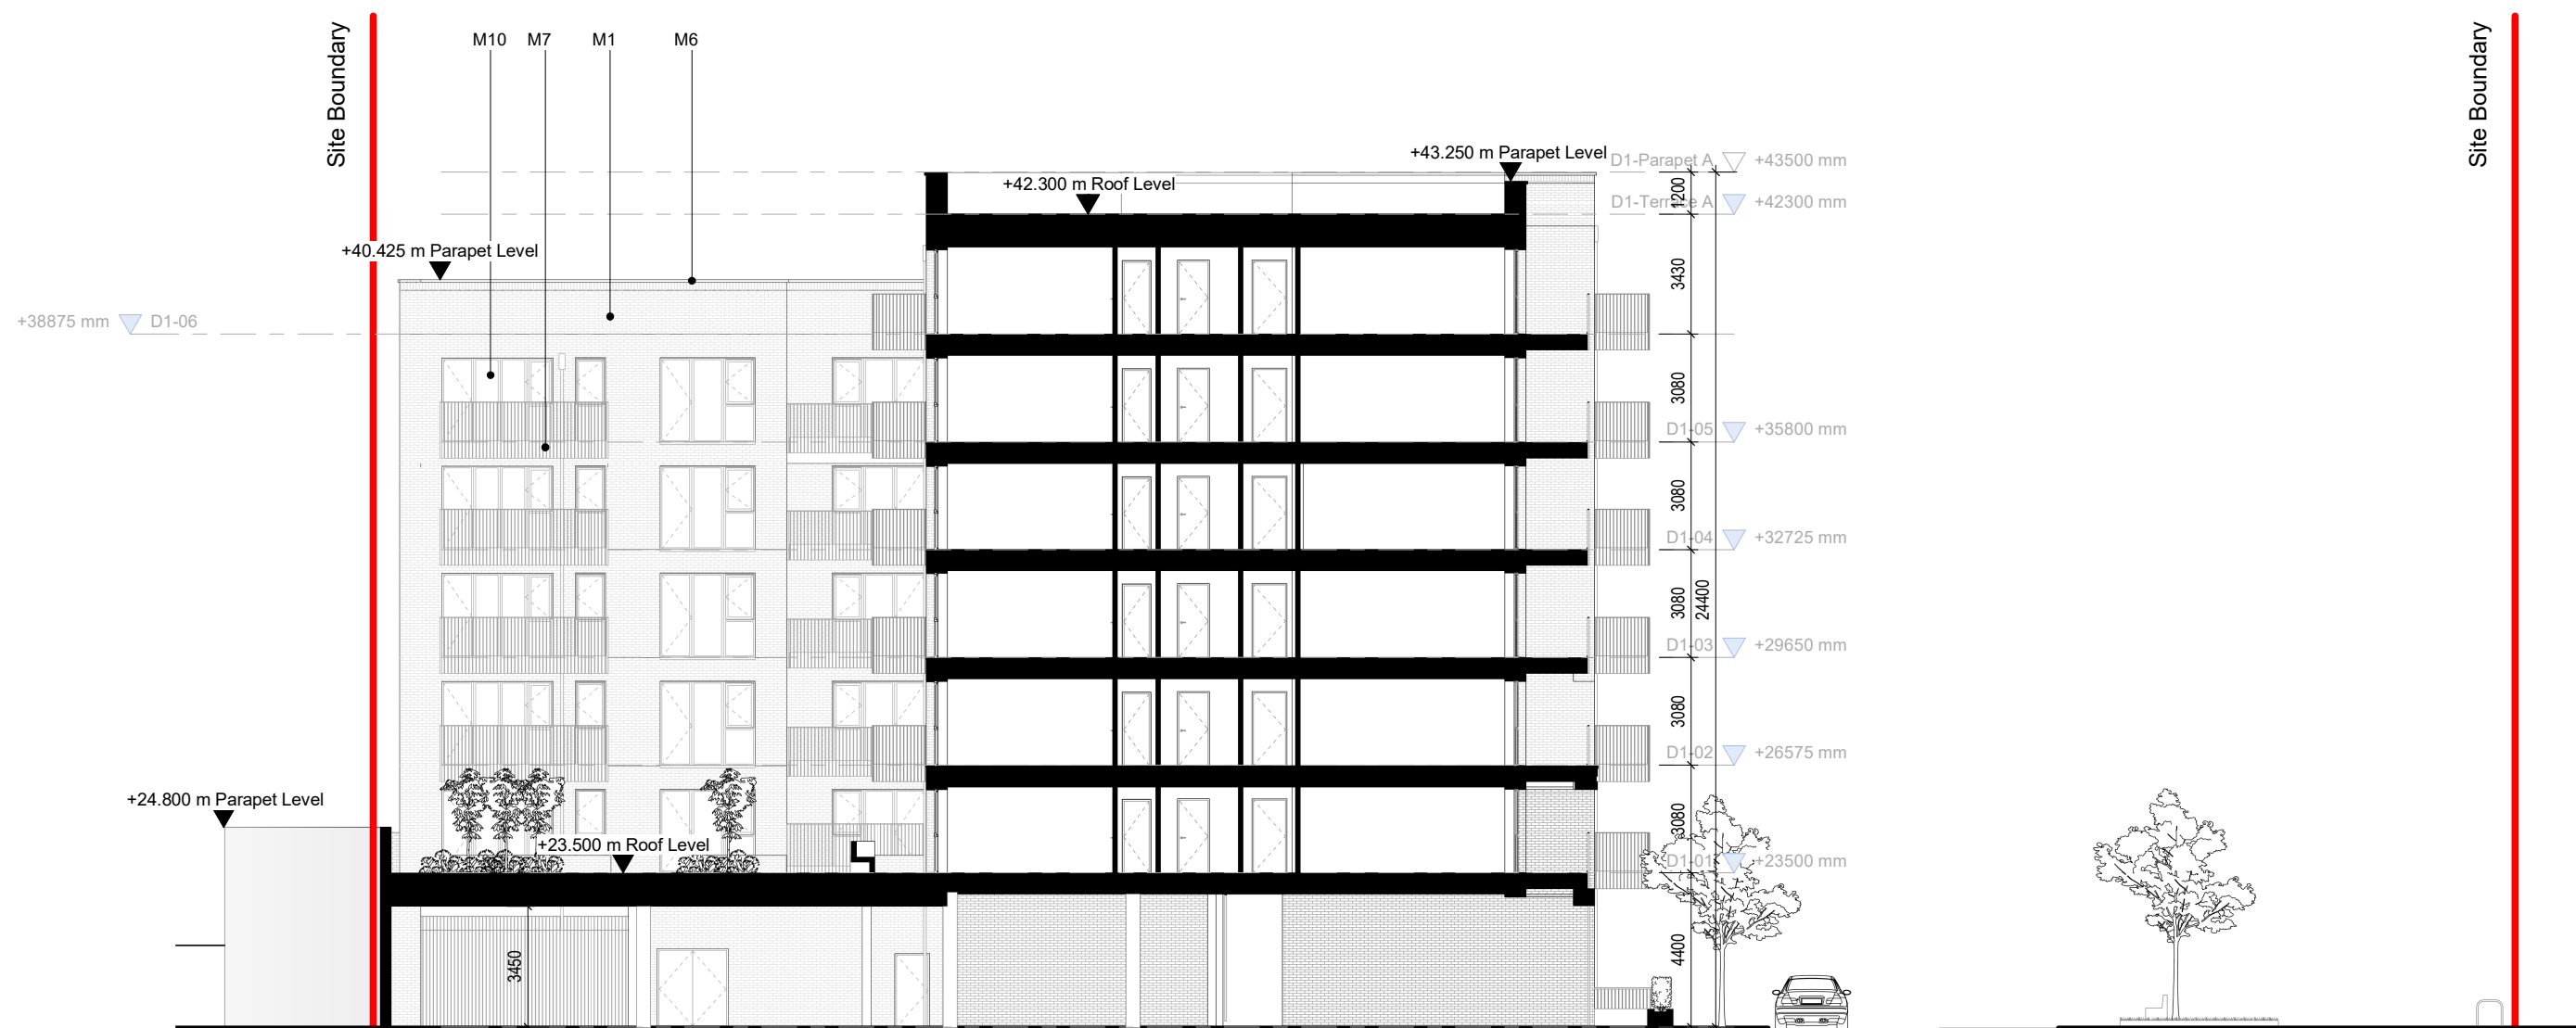 Site Boundary
M10 M7 M1 M6
Site Boundary
+43.250 m Parapet Level
D1-Parapet A +43500 mm
+42.300 m Roof Level
1200
D1-Terrace A +42300 mm
+40.425 m Parapet Level
3430
+38875 mm D1-06
3080
D1-05 +35800 mm
3080
D1-04 +32725 mm
3080
24400
D1-03 +29650 mm
3080
D1-02 +26575 mm
+24.800 m Parapet Level
3080
+23.500 m Roof Level
D1-01 +23500 mm
3450
4400